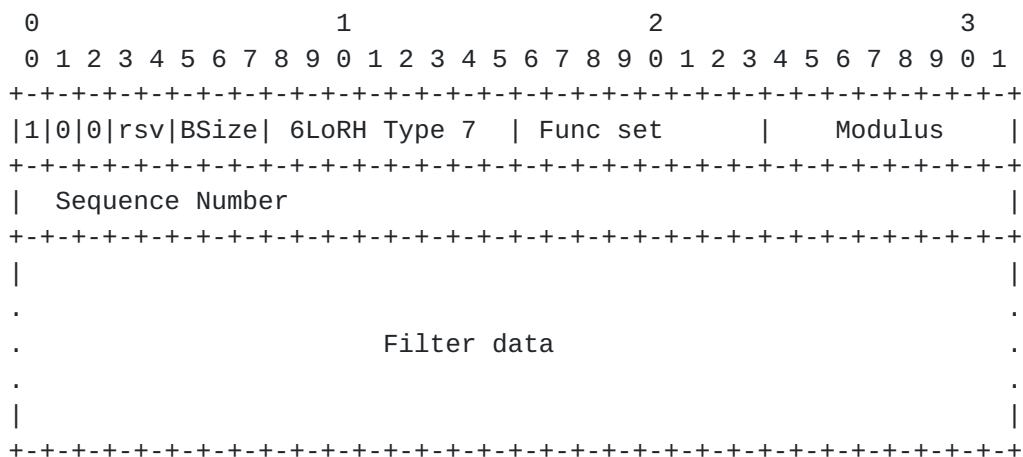 0                   1                   2                   3
 0 1 2 3 4 5 6 7 8 9 0 1 2 3 4 5 6 7 8 9 0 1 2 3 4 5 6 7 8 9 0 1
+-+-+-+-+-+-+-+-+-+-+-+-+-+-+-+-+-+-+-+-+-+-+-+-+-+-+-+-+-+-+-+-+
|1|0|0|rsv|BSize| 6LoRH Type 7  | Func set      |    Modulus    |
+-+-+-+-+-+-+-+-+-+-+-+-+-+-+-+-+-+-+-+-+-+-+-+-+-+-+-+-+-+-+-+-+
|  Sequence Number                                              |
+-+-+-+-+-+-+-+-+-+-+-+-+-+-+-+-+-+-+-+-+-+-+-+-+-+-+-+-+-+-+-+-+
|                                                               |
.                                                               .
.                       Filter data                             .
.                                                               .
|                                                               |
+-+-+-+-+-+-+-+-+-+-+-+-+-+-+-+-+-+-+-+-+-+-+-+-+-+-+-+-+-+-+-+-+